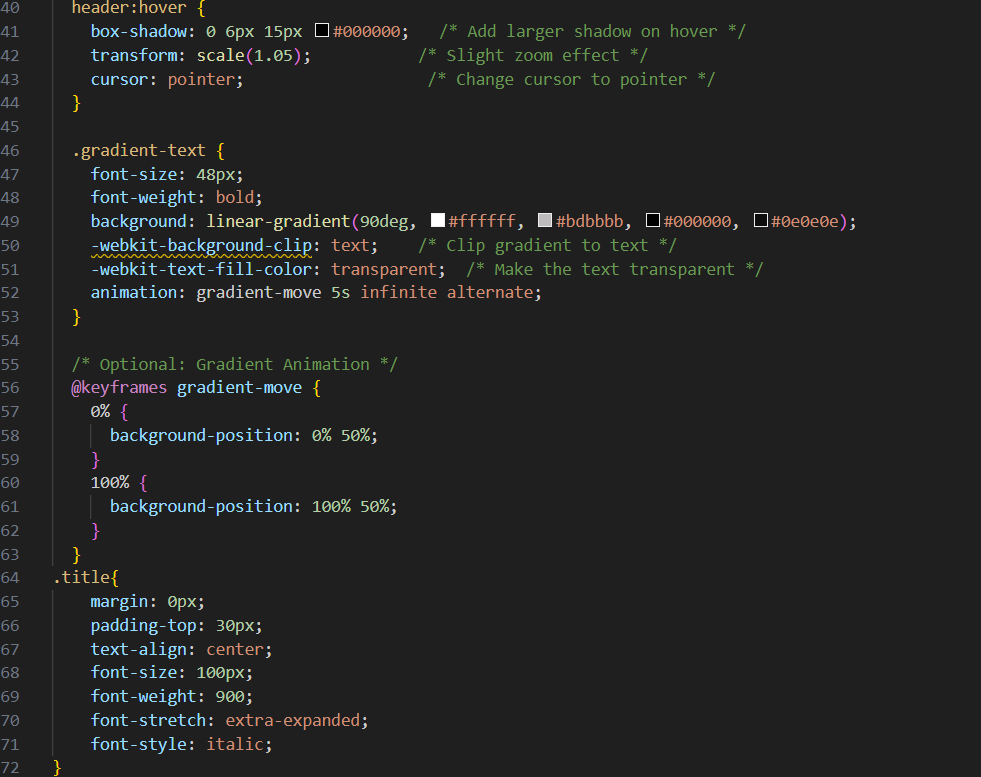 40 header:hover {
41 box-shadow: 0 6px 15px #000000; /* Add larger shadow on hover */
42 transform: scale(1.05); /* Slight zoom effect */
43 cursor: pointer; /* Change cursor to pointer */
44 }
45
46 .gradient-text {
47 font-size: 48px;
48 font-weight: bold;
49 background: linear-gradient(90deg, #ffffff, #bdbbbb, #000000, #0e0e0e);
50 -webkit-background-clip: text; /* Clip gradient to text */
51 -webkit-text-fill-color: transparent; /* Make the text transparent */
52 animation: gradient-move 5s infinite alternate;
53 }
54
55 /* Optional: Gradient Animation */
56 @keyframes gradient-move {
57 0% {
58 background-position: 0% 50%;
59 }
60 100% {
61 background-position: 100% 50%;
62 }
63 }
64 .title{
65 margin: 0px;
66 padding-top: 30px;
67 text-align: center;
68 font-size: 100px;
69 font-weight: 900;
70 font-stretch: extra-expanded;
71 font-style: italic;
72 }